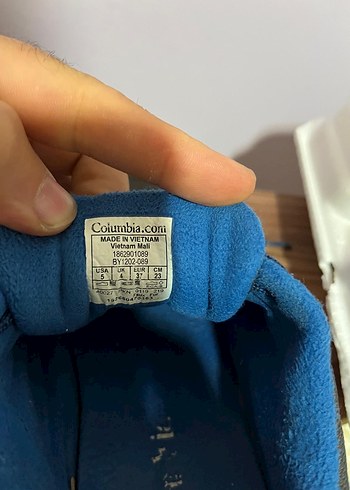 Columbia.com
MADE IN VIETNAM
Vietnam Mali
1862901089
BY1202-089
USA UK EUR CM
5 4 37 23